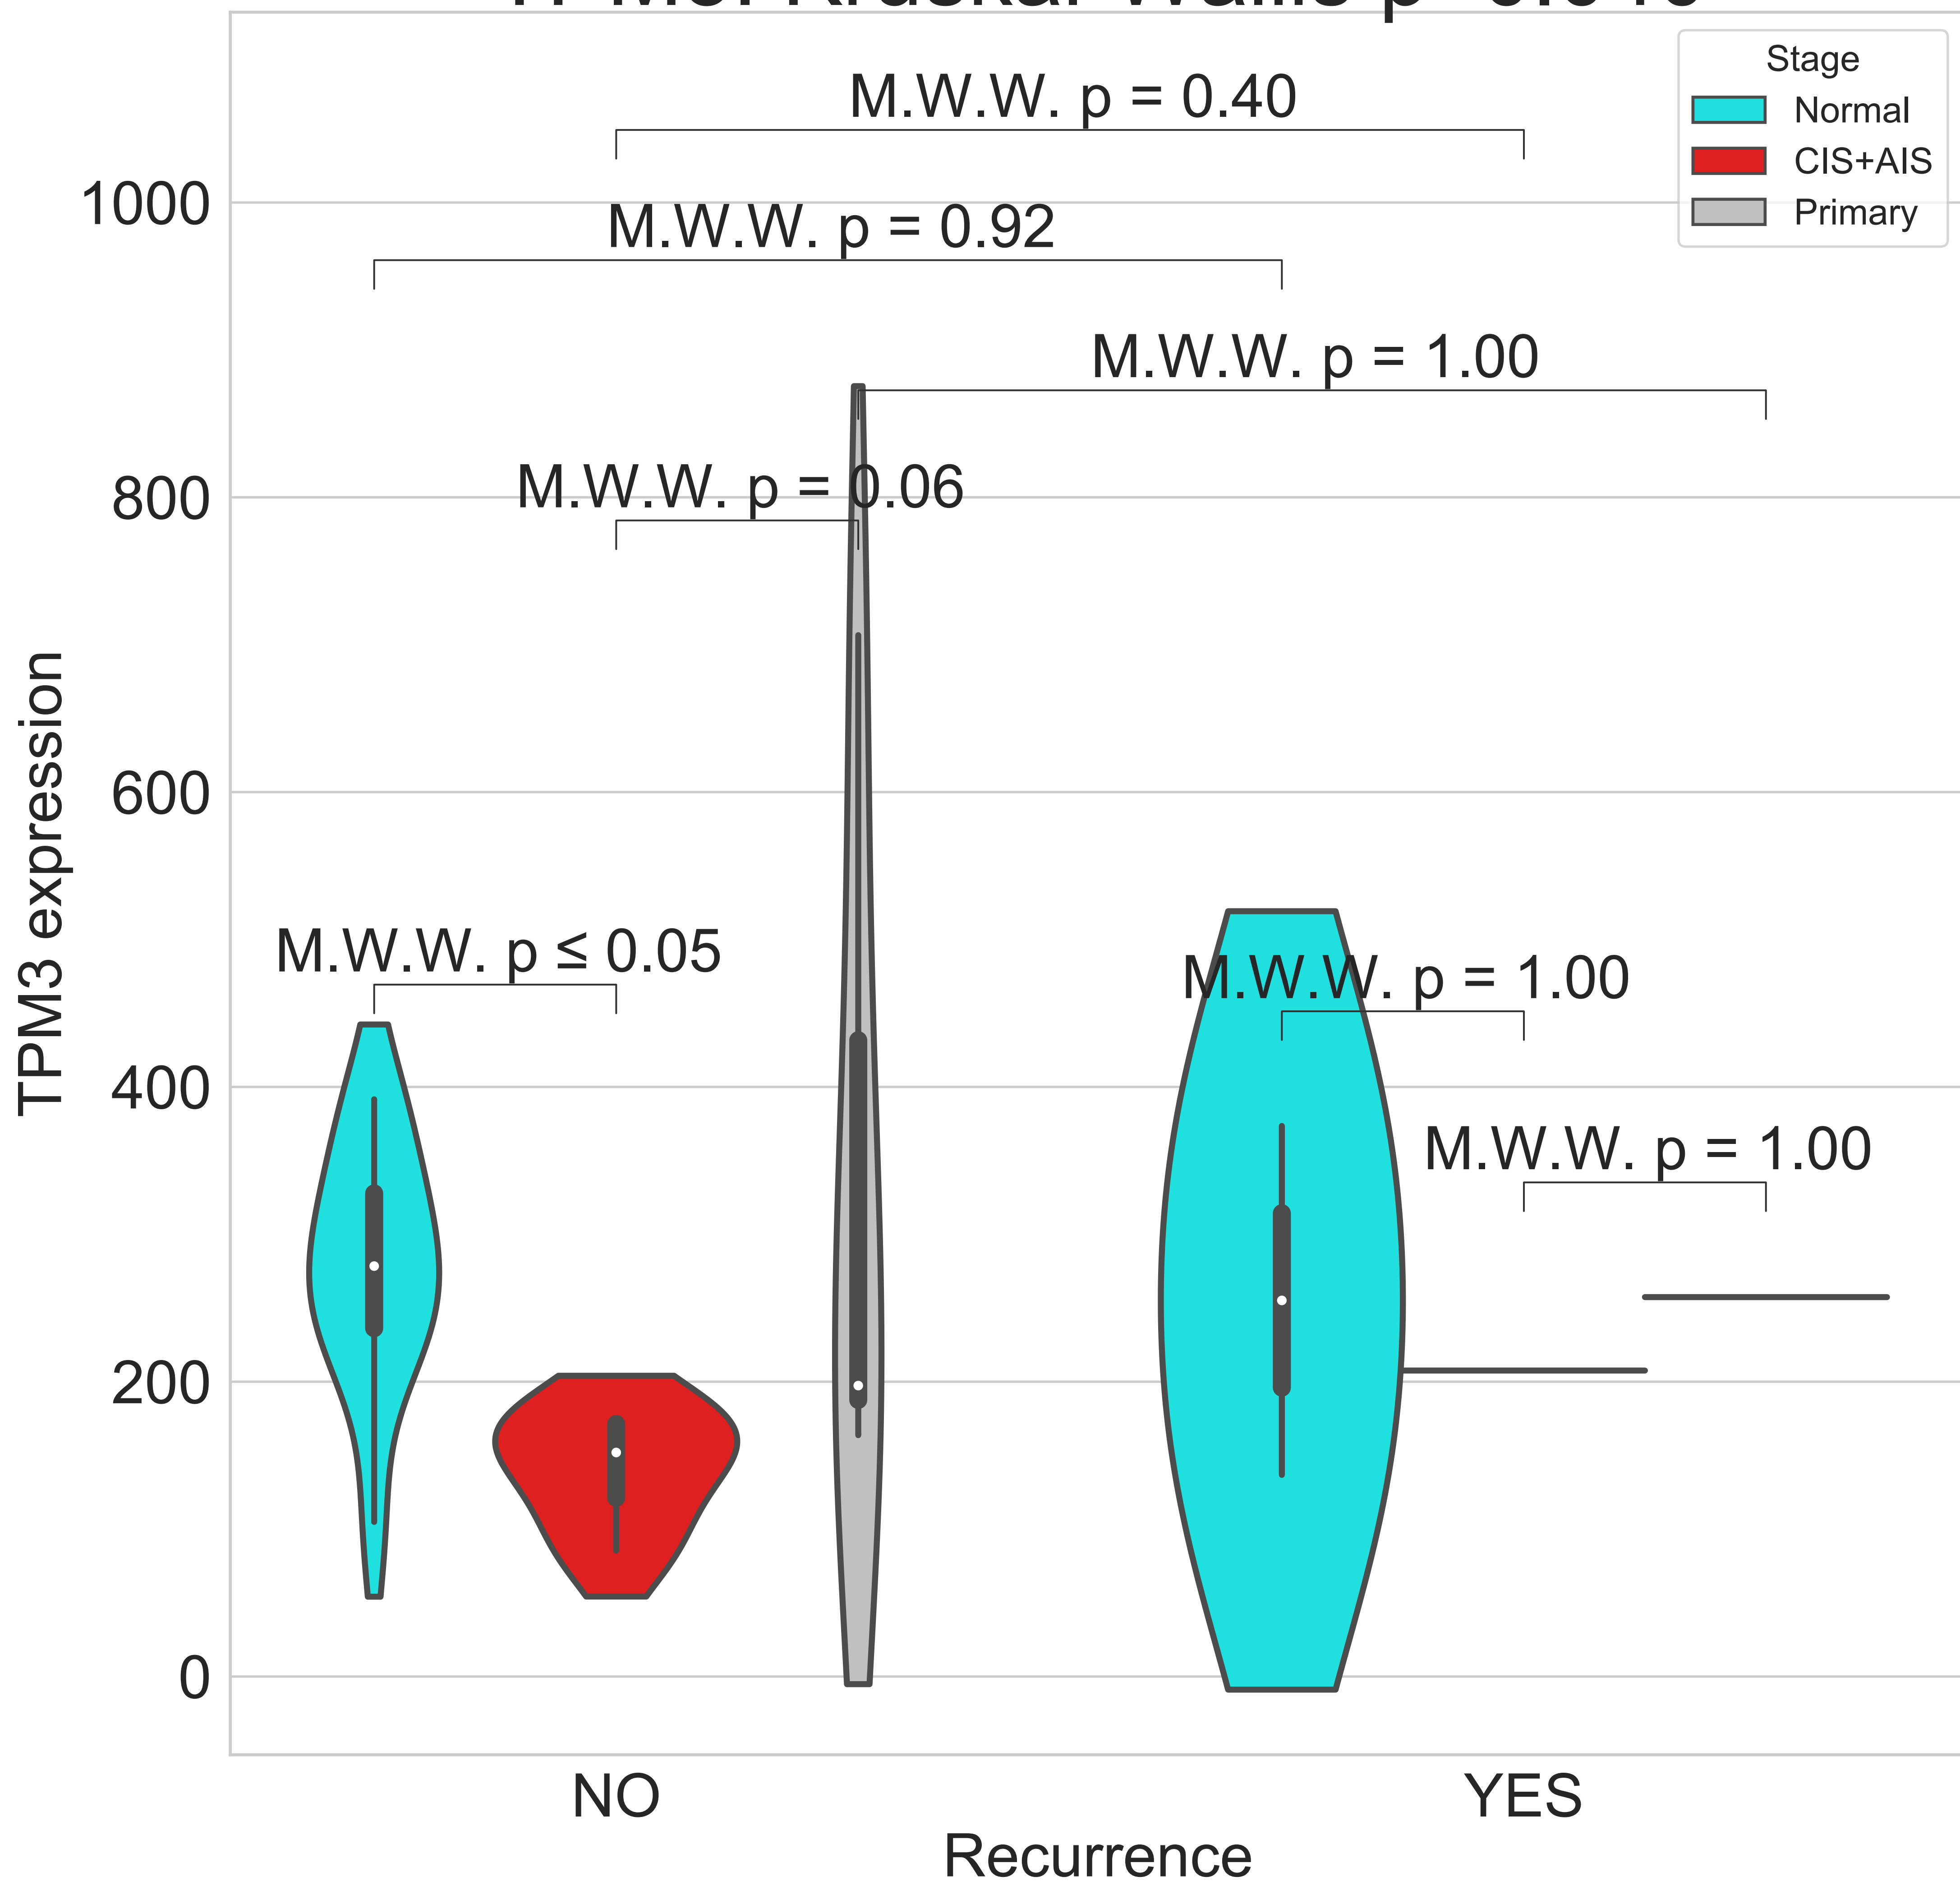 Stage
Normal
CIS+AIS
Primary
M.W.W. p = 0.40
M.W.W. p = 0.92
M.W.W. p = 1.00
M.W.W. p = 0.06
M.W.W. p ≤ 0.05
M.W.W. p = 1.00
M.W.W. p = 1.00
TPM3 expression
1000
800
600
400
200
0
NO
YES
Recurrence